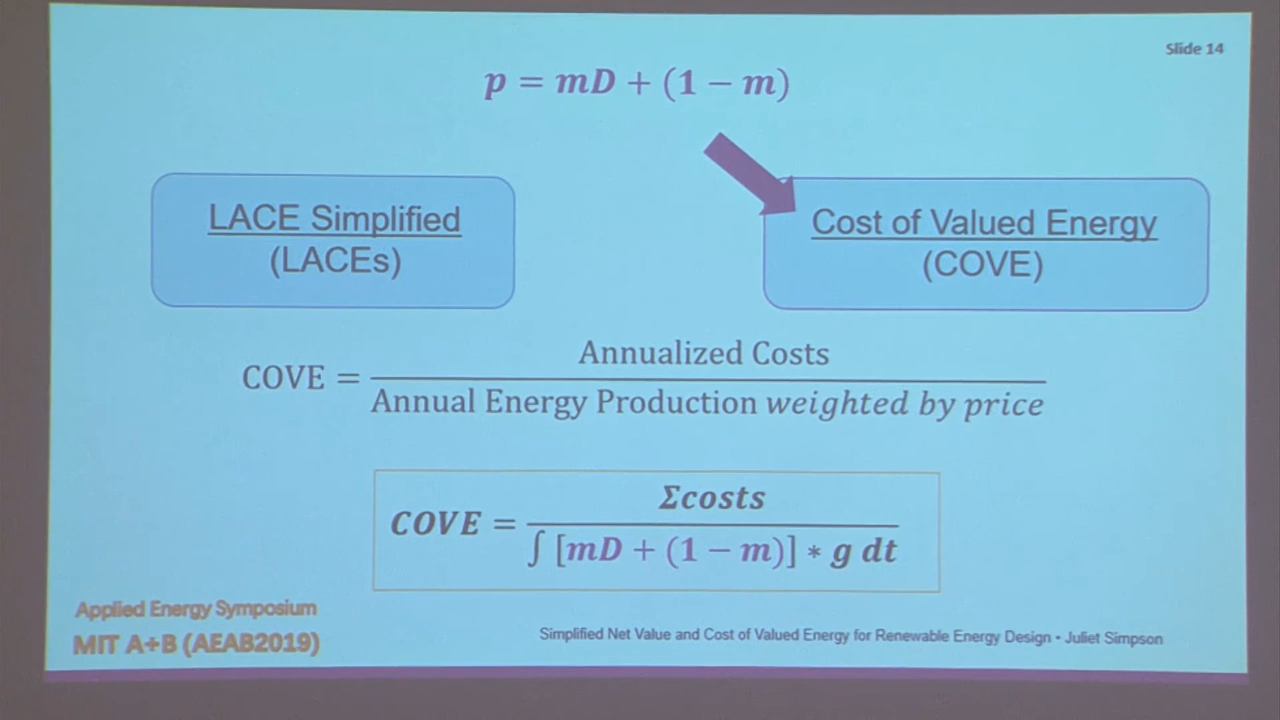 Slide 14
p = mD + (1 − m)
LACE Simplified
(LACEs)
Cost of Valued Energy
(COVE)
COVE = Annualized Costs
Annual Energy Production weighted by price
COVE = Σcosts
∫ [mD + (1 − m)] * g dt
Applied Energy Symposium
MIT A+B (AEAB2019)
Simplified Net Value and Cost of Valued Energy for Renewable Energy Design • Juliet Simpson